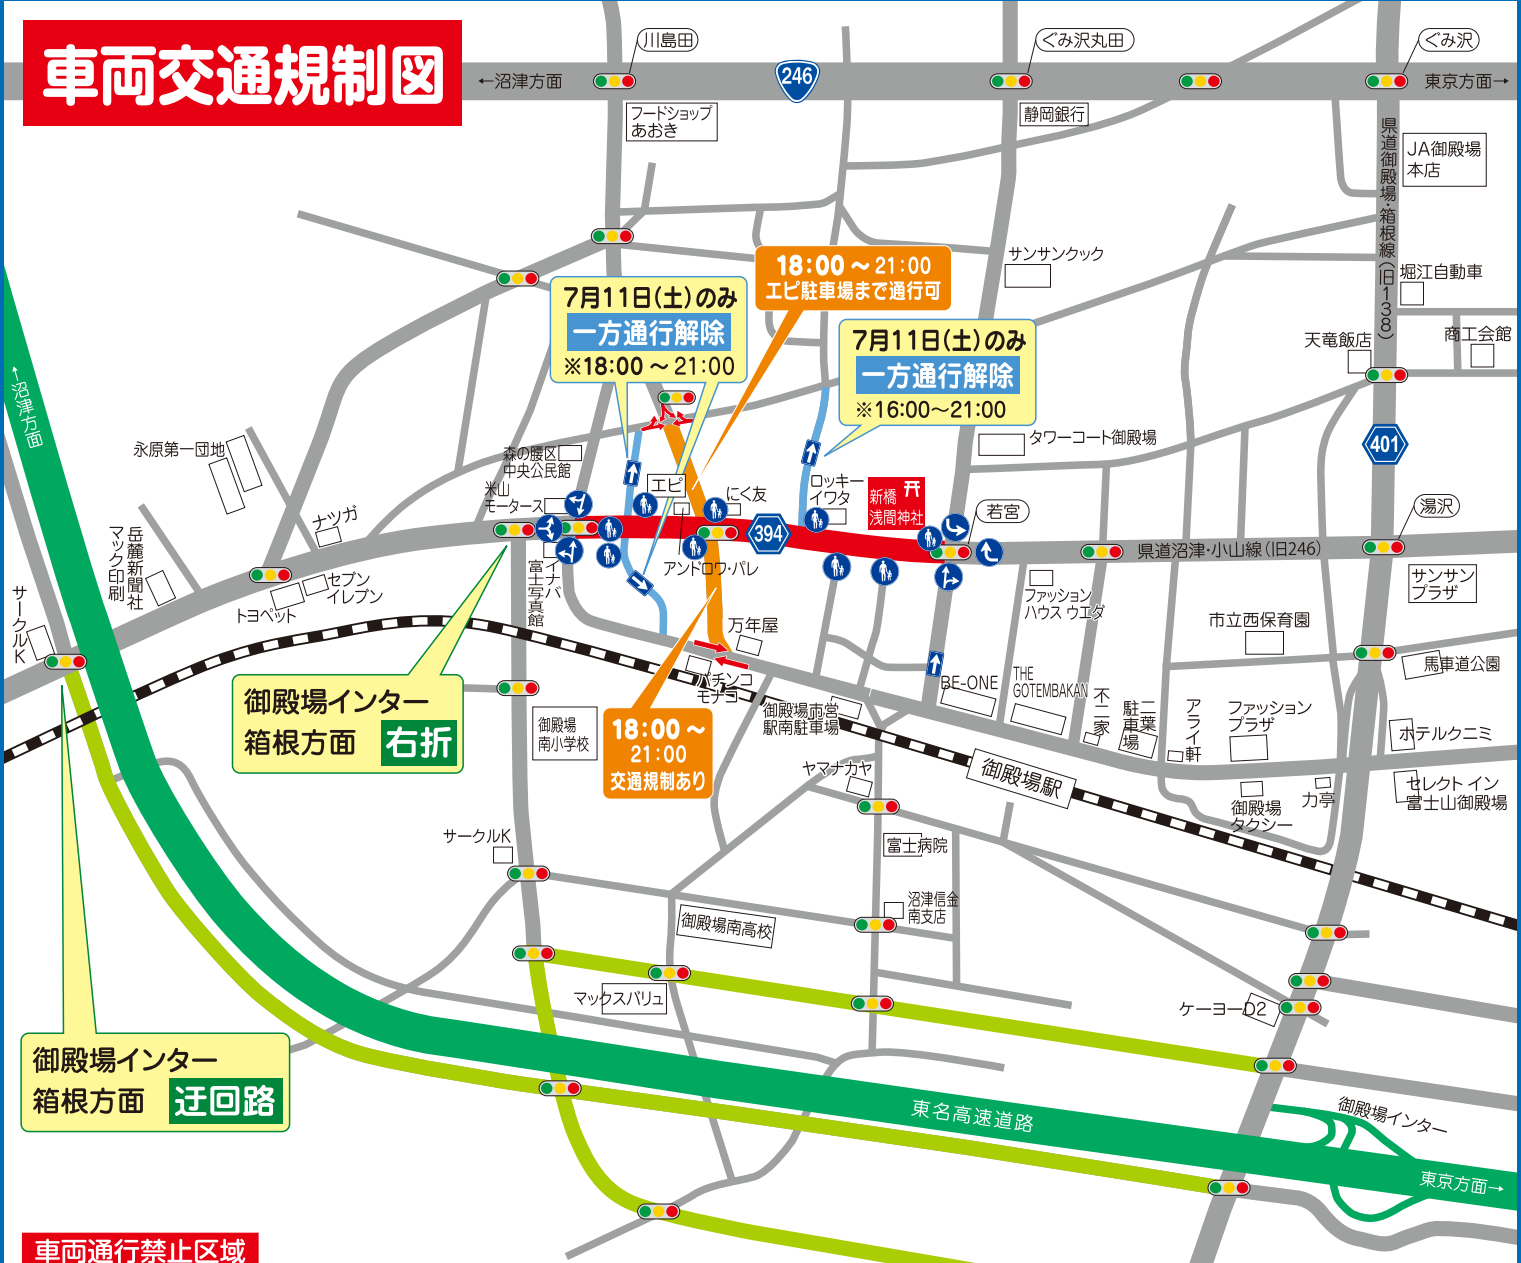 車両交通規制図
←沼津方面
川島田
246
ぐみ沢丸田
ぐみ沢
東京方面→
フードショップ
あおき
静岡銀行
県道御殿場・箱根線(旧138)
JA御殿場
本店
サンサンクック
堀江自動車
天竜飯店
商工会館
18:00 ～ 21:00
エピ駐車場まで通行可
7月11日(土)のみ
一方通行解除
※18:00 ～ 21:00
7月11日(土)のみ
一方通行解除
※16:00～21:00
←沼津方面
永原第一団地
森の腰区
中央公民館
米山
モータース
エピ
にく友
ロッキー
イワタ
新橋
浅間神社
タワーコート御殿場
若宮
401
湯沢
ナツガ
岳麓新聞社
マック印刷
394
県道沼津・小山線(旧246)
アンドロワ・パレ
イナバ
富士写真館
セブン
イレブン
トヨペット
サークルK
ファッション
ハウス ウエダ
サンサン
プラザ
市立西保育園
万年屋
馬車道公園
パチンコ
モナコ
BE-ONE
THE
GOTEMBAKAN
不二家
二葉
駐車場
アライ軒
ファッション
プラザ
ホテルクニミ
御殿場インター
箱根方面 右折
御殿場
南小学校
18:00 ～
21:00
交通規制あり
御殿場市営
駅南駐車場
ヤマナカヤ
御殿場駅
御殿場
タクシー
力亭
セレクト イン
富士山御殿場
サークルK
富士病院
沼津信金
南支店
御殿場南高校
マックスバリュ
ケーヨーD2
御殿場インター
箱根方面 迂回路
東名高速道路
御殿場インター
東京方面→
車両通行禁止区域